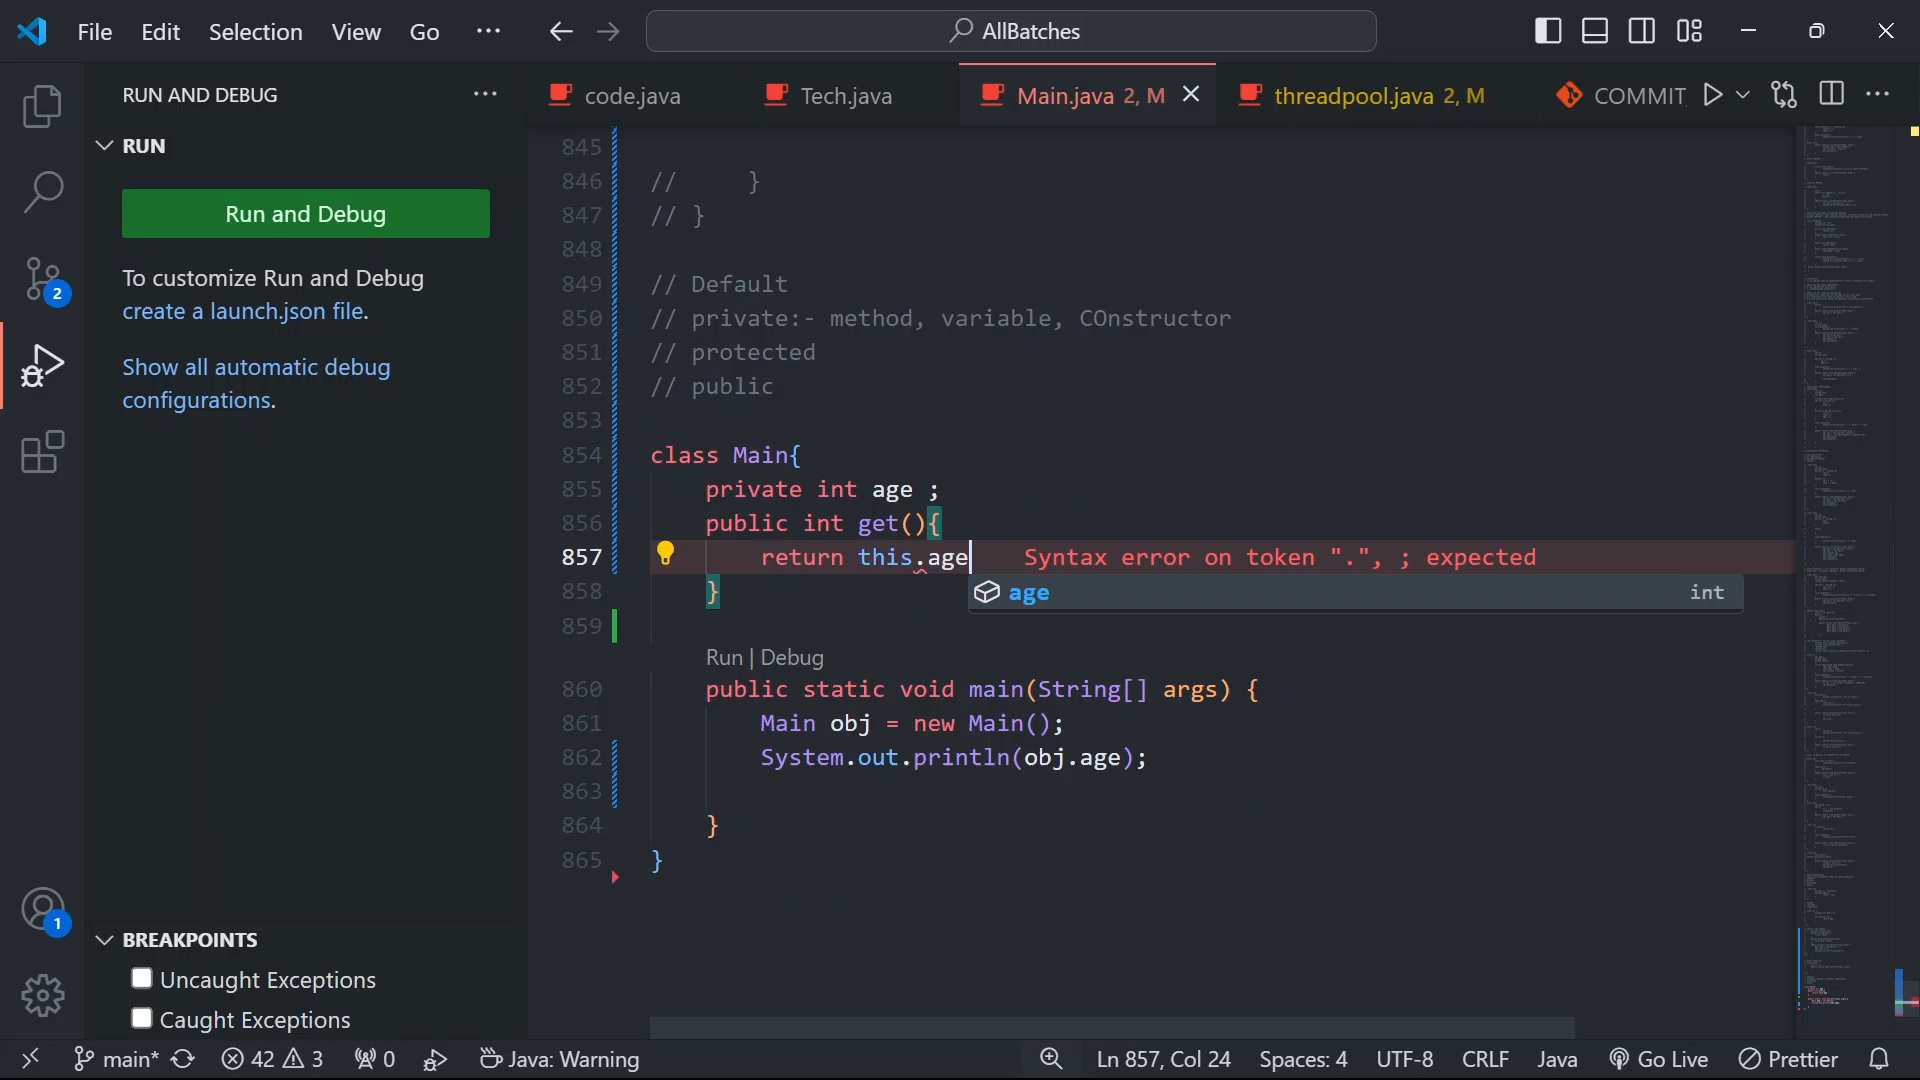 File Edit Selection View Go ··· AllBatches
RUN AND DEBUG ···
code.java Tech.java Main.java 2, M threadpool.java 2, M COMMIT ···
RUN
Run and Debug
To customize Run and Debug
create a launch.json file.
Show all automatic debug
configurations.
845
846 // }
847 // }
848
849 // Default
850 // private:- method, variable, COnstructor
851 // protected
852 // public
853
854 class Main{
855 private int age ;
856 public int get(){
857 return this.age Syntax error on token ".", ; expected
858 }
age int
859
Run | Debug
860 public static void main(String[] args) {
861 Main obj = new Main();
862 System.out.println(obj.age);
863
864 }
865 }
2
1
BREAKPOINTS
Uncaught Exceptions
Caught Exceptions
main* 42 3 0 Java: Warning Ln 857, Col 24 Spaces: 4 UTF-8 CRLF Java Go Live Prettier